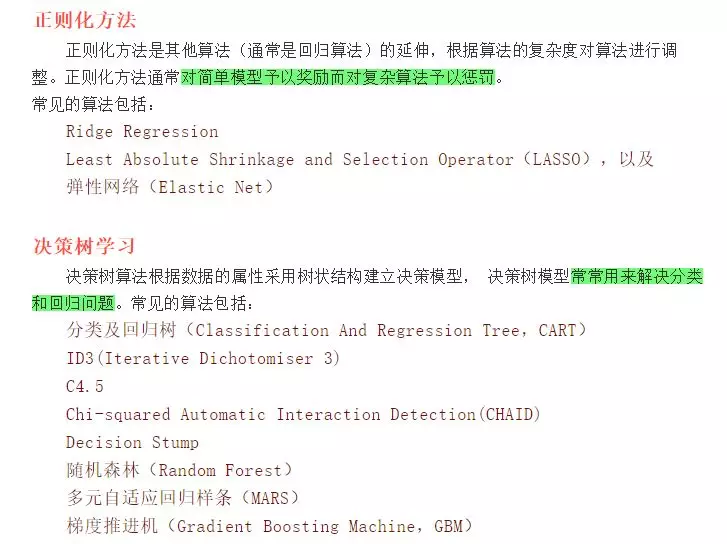 正则化方法
正则化方法是其他算法（通常是回归算法）的延伸，根据算法的复杂度对算法进行调
整。正则化方法通常对简单模型予以奖励而对复杂算法予以惩罚。
常见的算法包括：
Ridge Regression
Least Absolute Shrinkage and Selection Operator（LASSO），以及
弹性网络（Elastic Net）
决策树学习
决策树算法根据数据的属性采用树状结构建立决策模型， 决策树模型常常用来解决分类
和回归问题。常见的算法包括：
分类及回归树（Classification And Regression Tree，CART）
ID3(Iterative Dichotomiser 3)
C4.5
Chi-squared Automatic Interaction Detection(CHAID)
Decision Stump
随机森林（Random Forest）
多元自适应回归样条（MARS）
梯度推进机（Gradient Boosting Machine，GBM）